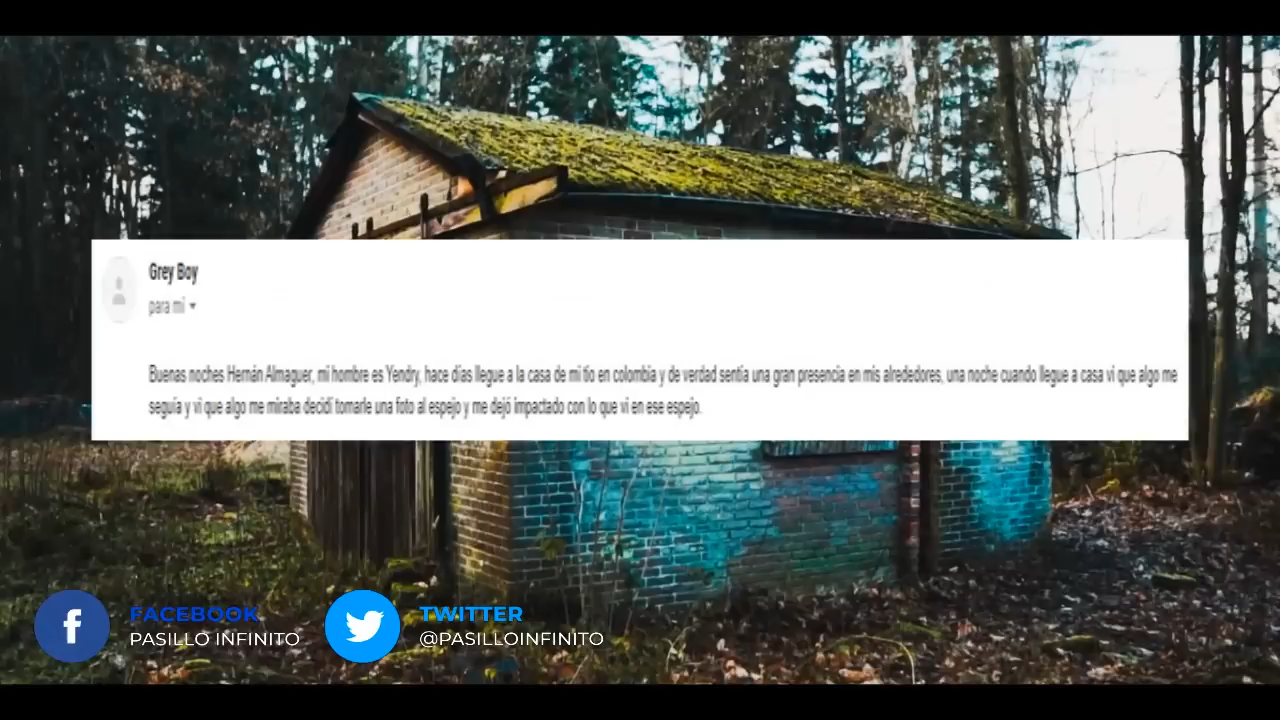 Grey Boy
para mí
Buenas noches Hernán Almaguer, mi hombre es Yendry, hace días llegue a la casa de mi tío en colombia y de verdad sentía una gran presencia en mis alrededores, una noche cuando llegue a casa vi que algo me
seguía y vi que algo me miraba decidí tomarle una foto al espejo y me dejó impactado con lo que vi en ese espejo.
FACEBOOK
PASILLO INFINITO
TWITTER
@PASILLOINFINITO